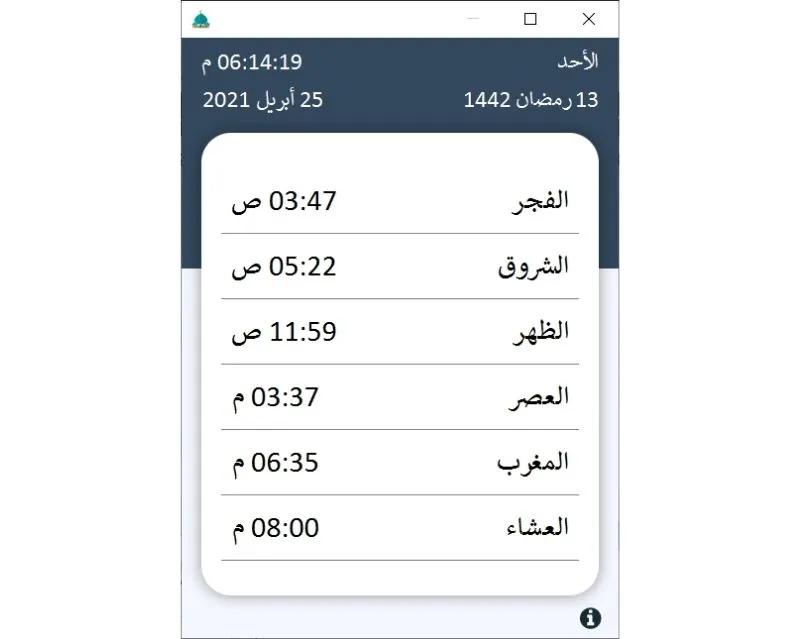 الأحد 06:14:19 م
13 رمضان 1442 25 أبريل 2021
الفجر 03:47 ص
الشروق 05:22 ص
الظهر 11:59 ص
العصر 03:37 م
المغرب 06:35 م
العشاء 08:00 م